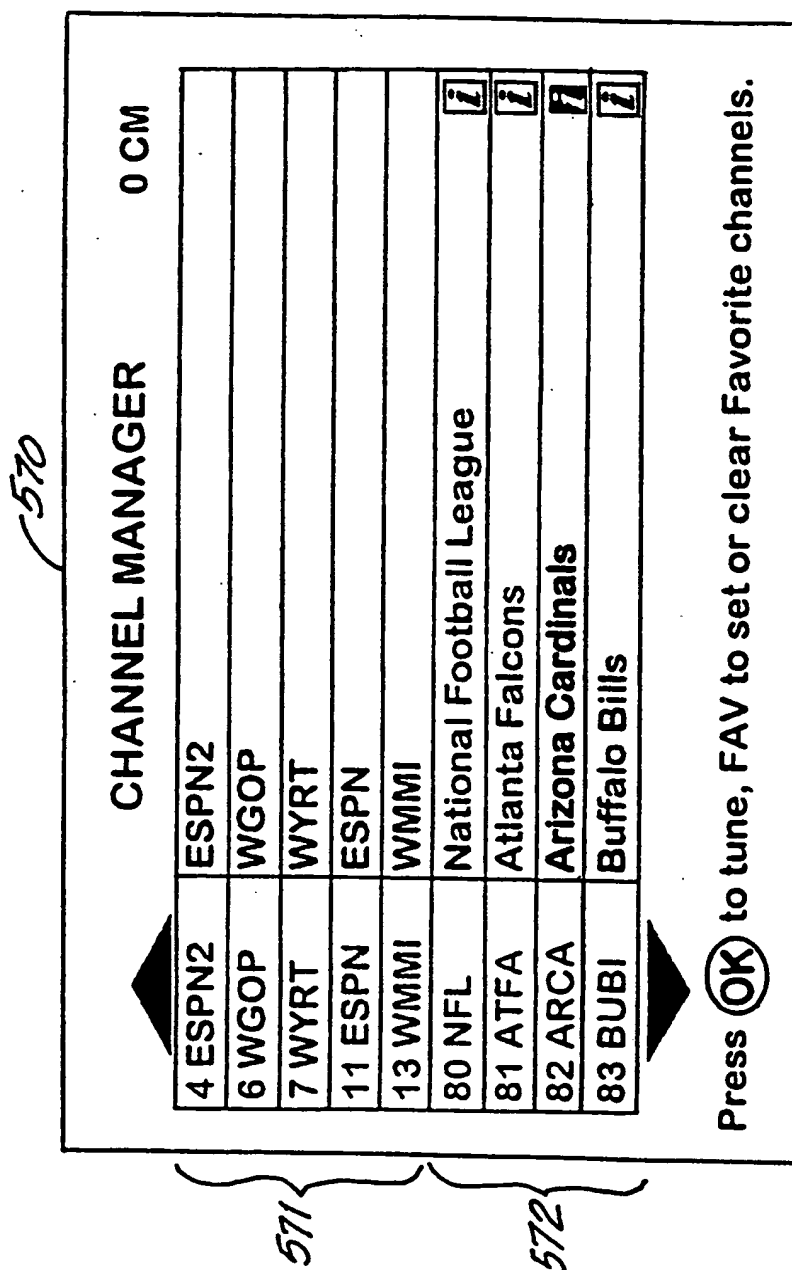 570
CHANNEL MANAGER 0 CM
4 ESPN2 ESPN2
6 WGOP WGOP
7 WYRT WYRT
11 ESPN ESPN
13 WMMI WMMI
80 NFL National Football League i
81 ATFA Atlanta Falcons i
82 ARCA Arizona Cardinals i
83 BUBI Buffalo Bills i
571
572
Press OK to tune, FAV to set or clear Favorite channels.